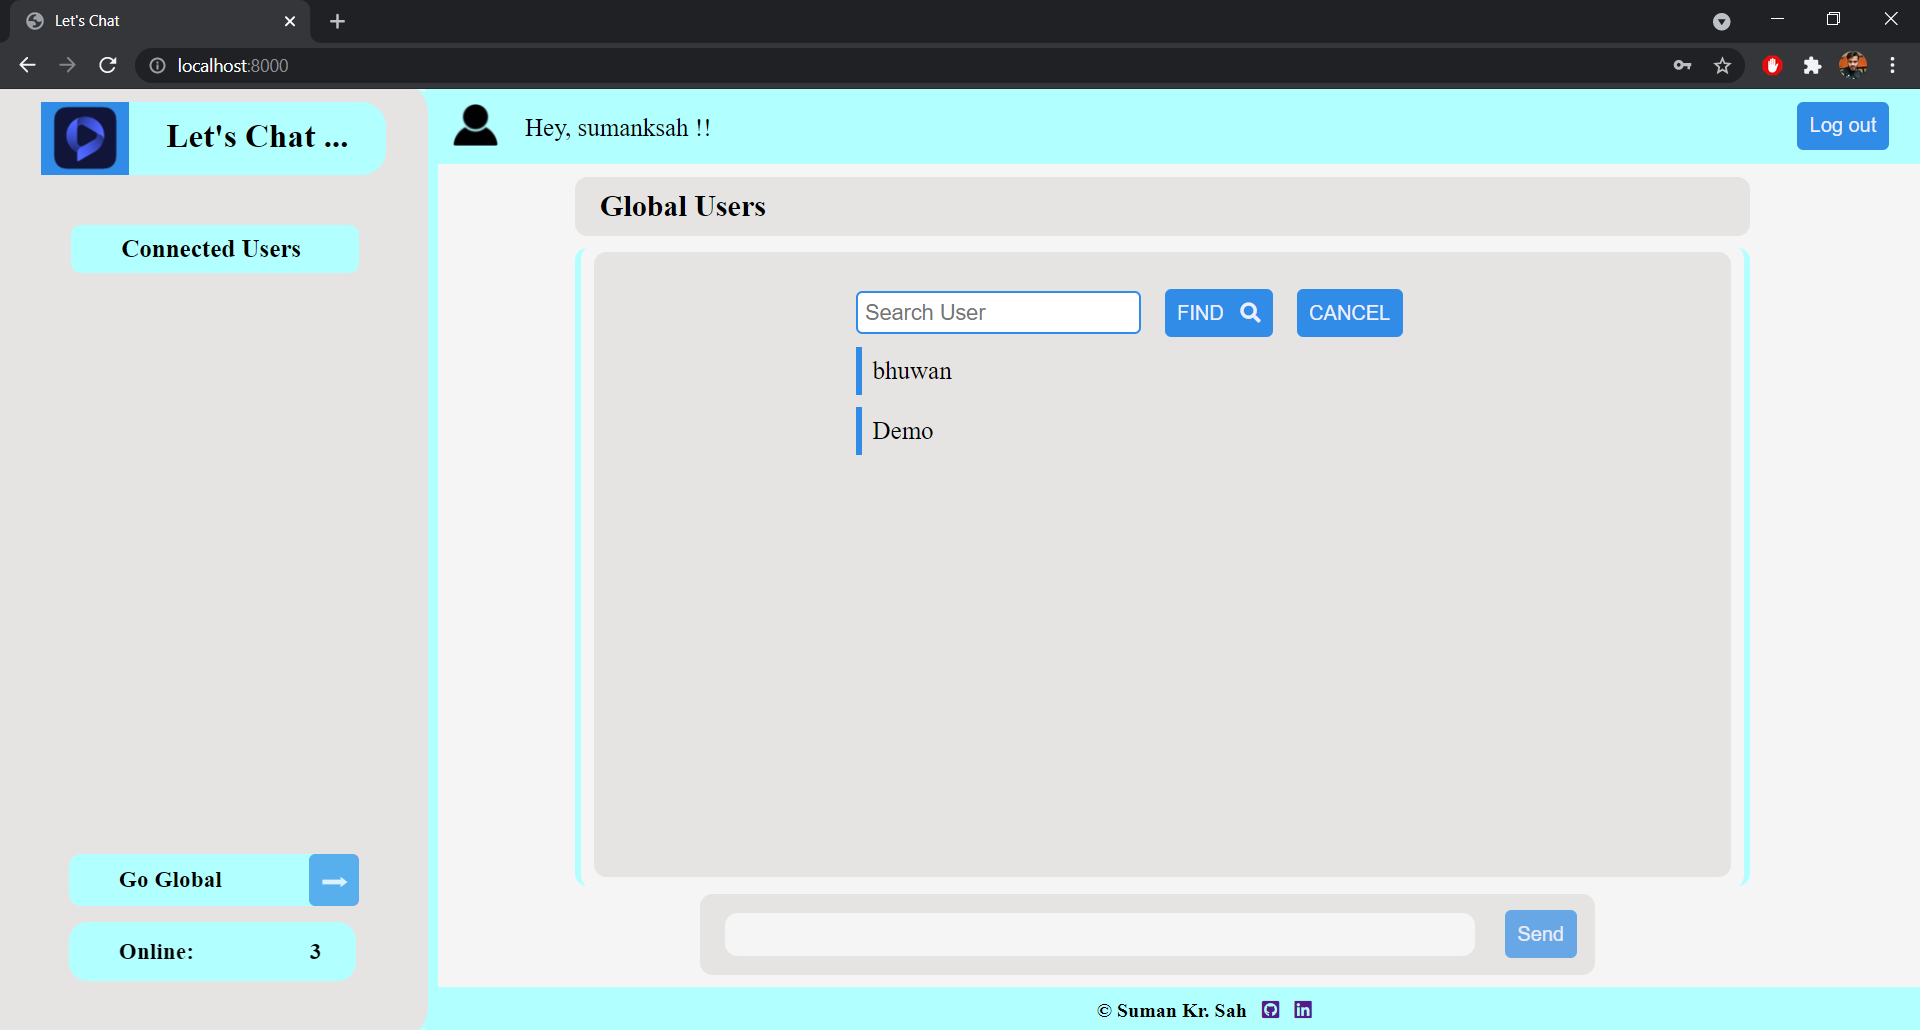 Let's Chat
localhost:8000
Let's Chat ...
Connected Users
Go Global
Online: 3
Hey, sumanksah !!
Log out
Global Users
Search User
FIND
CANCEL
bhuwan
Demo
Send
© Suman Kr. Sah
in